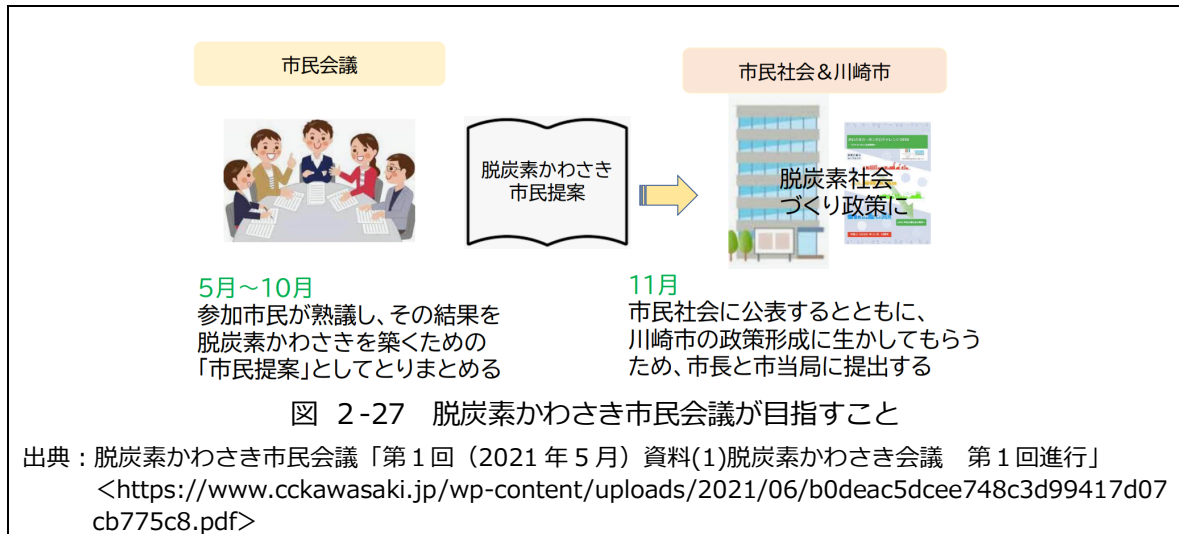 市民会議
市民社会&川崎市
脱炭素かわさき
市民提案
脱炭素社会
づくり政策に
5月~10月
参加市民が熟議し、その結果を
脱炭素かわさきを築くための
「市民提案」としてとりまとめる
11月
市民社会に公表するとともに、
川崎市の政策形成に生かしてもらう
ため、市長と市当局に提出する
図 2-27 脱炭素かわさき市民会議が目指すこと
出典:脱炭素かわさき市民会議「第1回(2021年5月)資料(1)脱炭素かわさき会議 第1回進行」
<https://www.cckawasaki.jp/wp-content/uploads/2021/06/b0deac5dcee748c3d99417d07
cb775c8.pdf>